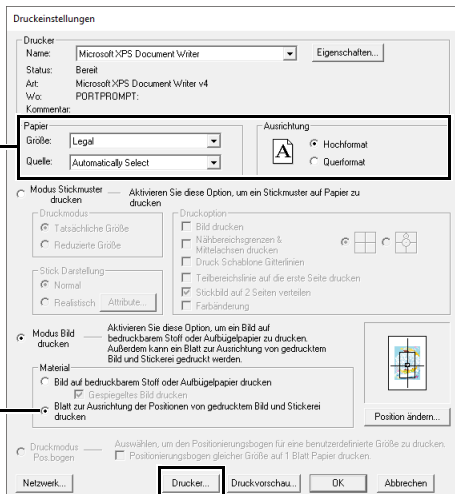 Druckeinstellungen
Drucker
Name: Microsoft XPS Document Writer Eigenschaften...
Status: Bereit
Art: Microsoft XPS Document Writer v4
Wo: PORTPROMPT:
Kommentar:
Papier
Größe: Legal
Quelle: Automatically Select
Ausrichtung
A Hochformat
Querformat
Modus Stickmuster
drucken
Aktivieren Sie diese Option, um ein Stickmuster auf Papier zu
drucken
Druckmodus
Tatsächliche Größe
Reduzierte Größe
Stick Darstellung
Normal
Realistisch Attribute...
Druckoption
Bild drucken
Nähbereichsgrenzen &
Mittelachsen drucken
Druck Schablone Gitterlinien
Teilbereichslinie auf die erste Seite drucken
Stickbild auf 2 Seiten verteilen
Farbänderung
Modus Bild
drucken
Aktivieren Sie diese Option, um ein Bild auf
bedruckbarem Stoff oder Aufbügelpapier zu drucken.
Außerdem kann ein Blatt zur Ausrichtung von gedrucktem
Bild und Stickerei gedruckt werden.
Material
Bild auf bedruckbarem Stoff oder Aufbügelpapier drucken
Gespiegeltes Bild drucken
Blatt zur Ausrichtung der Positionen von gedrucktem Bild und Stickerei
drucken
Position ändern...
Druckmodus
Pos.bogen
Auswählen, um den Positionierungsbogen für eine benutzerdefinierte Größe zu drucken.
Positionierungsbogen gleicher Größe auf 1 Blatt Papier drucken.
Netzwerk... Drucker... Druckvorschau... OK Abbrechen